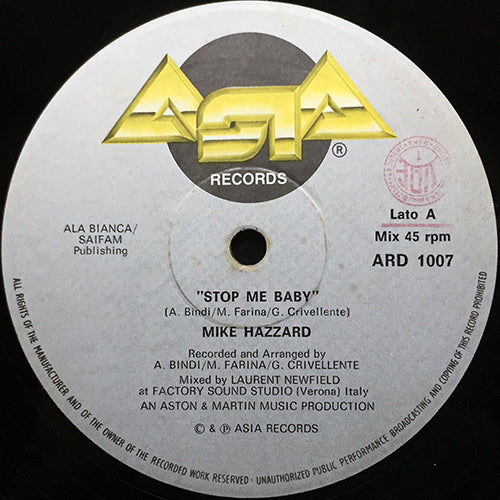 ASIA
®
RECORDS
ALA BIANCA/
SAIFAM
Publishing
Lato A
Mix 45 rpm
ARD 1007
"STOP ME BABY"
(A. Bindi/M. Farina/G. Crivellente)
MIKE HAZZARD
Recorded and Arranged by
A. BINDI/M. FARINA/G. CRIVELLENTE
Mixed by LAURENT NEWFIELD
at FACTORY SOUND STUDIO (Verona) Italy
AN ASTON & MARTIN MUSIC PRODUCTION
© & ℗ ASIA RECORDS
ALL RIGHTS OF THE MANUFACTURER AND OF THE OWNER OF THE RECORDED WORK RESERVED - UNAUTHORIZED PUBLIC PERFORMANCE BROADCASTING AND COPYING OF THIS RECORD PROHIBITED